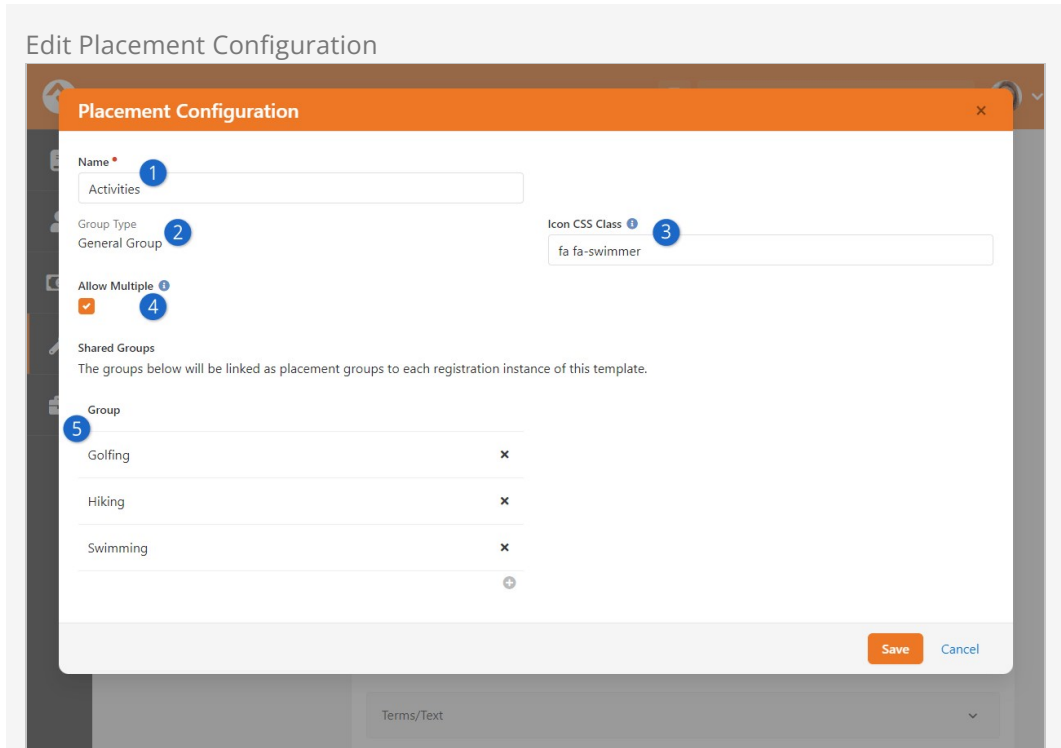 Edit Placement Configuration
Placement Configuration ×
Name
1
Activities
Group Type
2
General Group
Icon CSS Class
3
fa fa-swimmer
Allow Multiple
4
Shared Groups
The groups below will be linked as placement groups to each registration instance of this template.
Group
5
Golfing ×
Hiking ×
Swimming ×
Save Cancel
Terms/Text